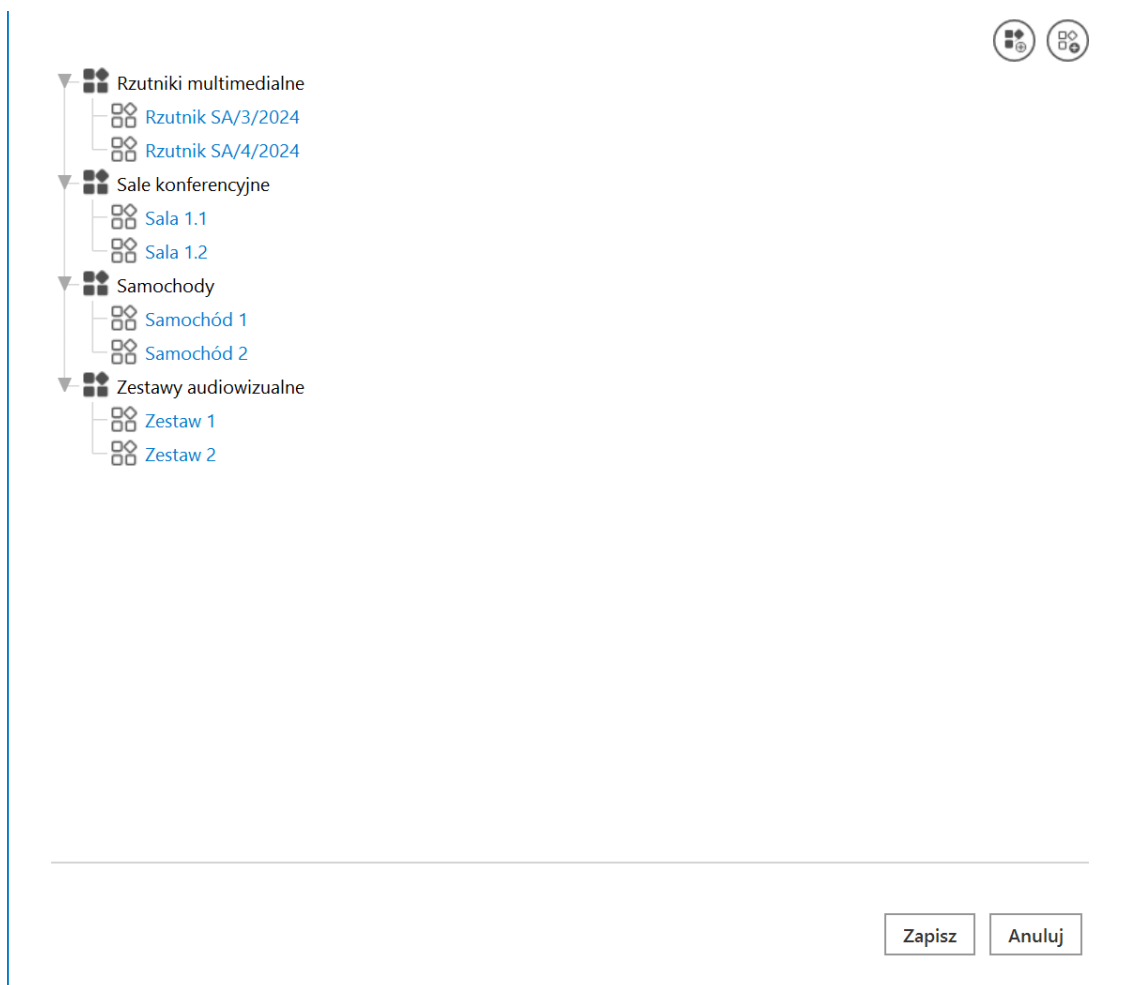 Rzutniki multimedialne
Rzutnik SA/3/2024
Rzutnik SA/4/2024
Sale konferencyjne
Sala 1.1
Sala 1.2
Samochody
Samochód 1
Samochód 2
Zestawy audiowizualne
Zestaw 1
Zestaw 2
Zapisz Anuluj